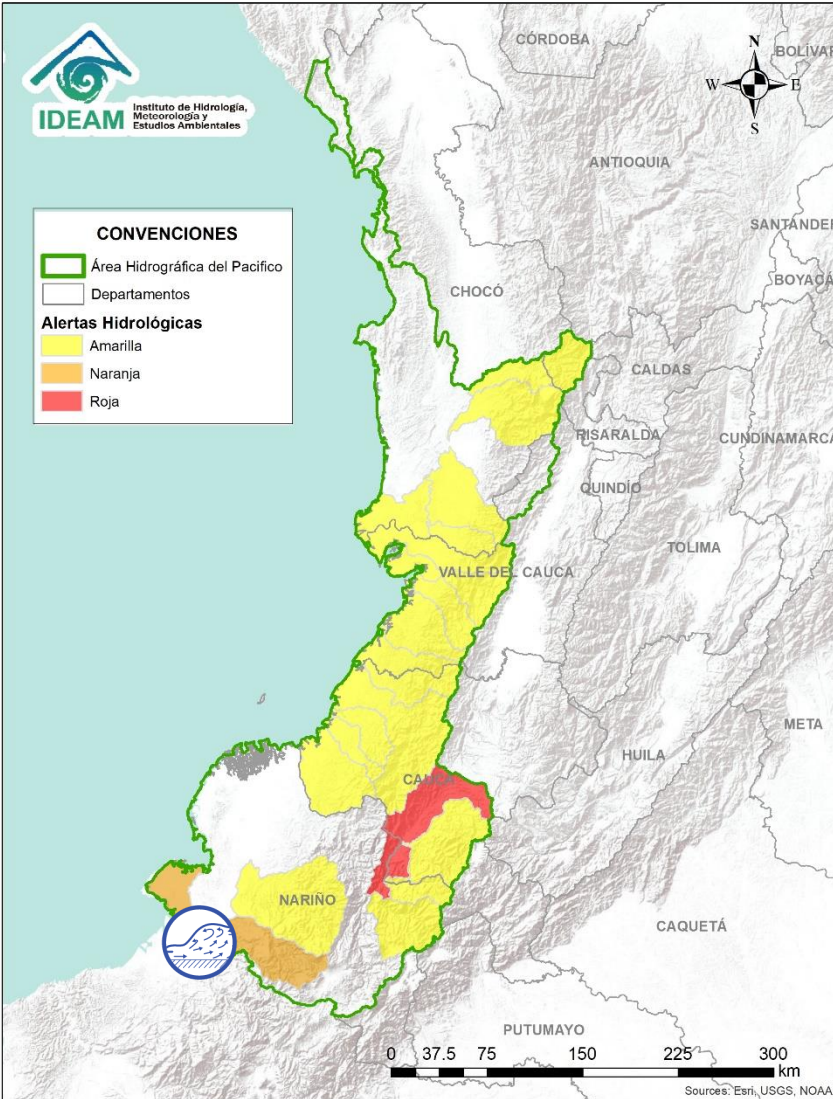 CÓRDOBA
BOLÍVAR
N
W
E
S
IDEAM
Instituto de Hidrología,
Meteorología y
Estudios Ambientales
ANTIOQUIA
SANTANDER
CONVENCIONES
Área Hidrográfica del Pacifico
Departamentos
Alertas Hidrológicas
Amarilla
Naranja
Roja
BOYACÁ
CHOCÓ
CALDAS
RISARALDA
CUNDINAMARCA
QUINDÍO
TOLIMA
VALLE DEL CAUCA
META
HUILA
CAUCA
NARIÑO
CAQUETÁ
PUTUMAYO
0 37.5 75 150 225 300
km
Sources: Esri, USGS, NOAA